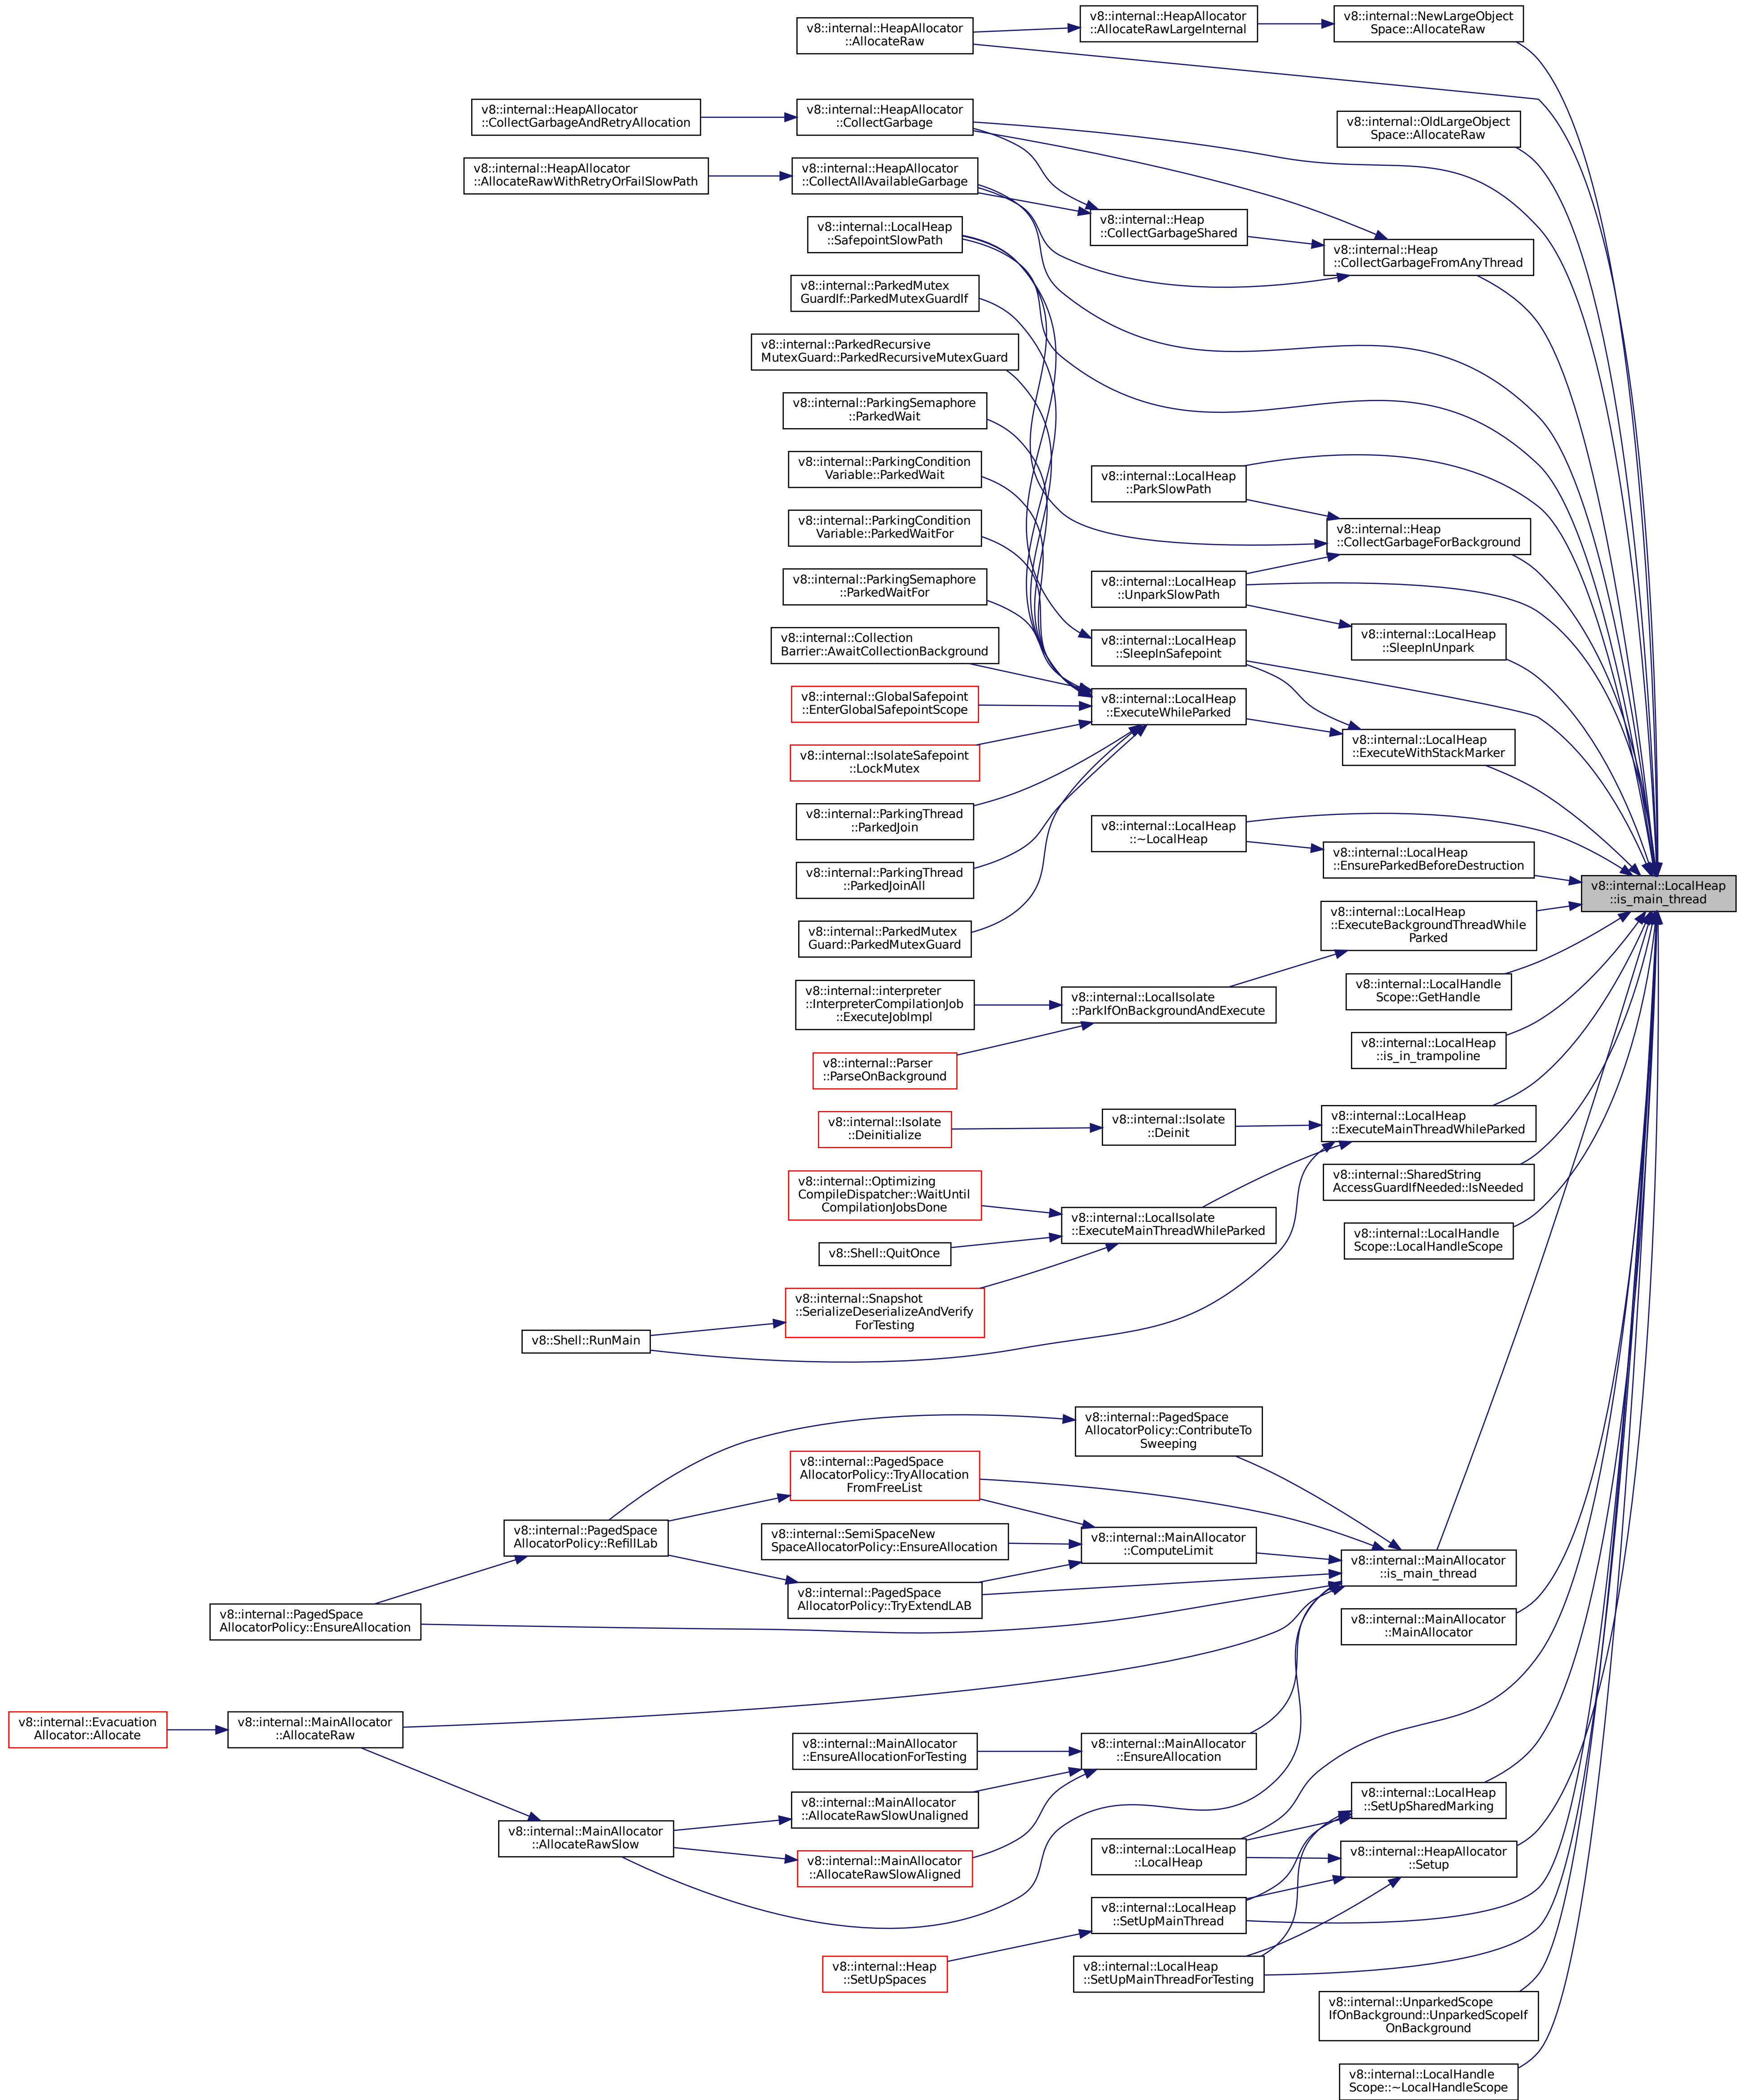 v8::internal::NewLargeObject
Space::AllocateRaw
v8::internal::HeapAllocator
::AllocateRawLargeInternal
v8::internal::HeapAllocator
::AllocateRaw
v8::internal::HeapAllocator
::CollectGarbageAndRetryAllocation
v8::internal::HeapAllocator
::CollectGarbage
v8::internal::OldLargeObject
Space::AllocateRaw
v8::internal::HeapAllocator
::AllocateRawWithRetryOrFailSlowPath
v8::internal::HeapAllocator
::CollectAllAvailableGarbage
v8::internal::LocalHeap
::SafepointSlowPath
v8::internal::Heap
::CollectGarbageShared
v8::internal::Heap
::CollectGarbageFromAnyThread
v8::internal::ParkedMutex
GuardIf::ParkedMutexGuardIf
v8::internal::ParkedRecursive
MutexGuard::ParkedRecursiveMutexGuard
v8::internal::ParkingSemaphore
::ParkedWait
v8::internal::ParkingCondition
Variable::ParkedWait
v8::internal::LocalHeap
::ParkSlowPath
v8::internal::ParkingCondition
Variable::ParkedWaitFor
v8::internal::Heap
::CollectGarbageForBackground
v8::internal::ParkingSemaphore
::ParkedWaitFor
v8::internal::LocalHeap
::UnparkSlowPath
v8::internal::Collection
Barrier::AwaitCollectionBackground
v8::internal::LocalHeap
::SleepInSafepoint
v8::internal::LocalHeap
::SleepInUnpark
v8::internal::GlobalSafepoint
::EnterGlobalSafepointScope
v8::internal::LocalHeap
::ExecuteWhileParked
v8::internal::IsolateSafepoint
::LockMutex
v8::internal::LocalHeap
::ExecuteWithStackMarker
v8::internal::ParkingThread
::ParkedJoin
v8::internal::LocalHeap
::~LocalHeap
v8::internal::ParkingThread
::ParkedJoinAll
v8::internal::LocalHeap
::EnsureParkedBeforeDestruction
v8::internal::LocalHeap
::is_main_thread
v8::internal::ParkedMutex
Guard::ParkedMutexGuard
v8::internal::LocalHeap
::ExecuteBackgroundThreadWhile
Parked
v8::internal::interpreter
::InterpreterCompilationJob
::ExecuteJobImpl
v8::internal::LocalIsolate
::ParkIfOnBackgroundAndExecute
v8::internal::LocalHandle
Scope::GetHandle
v8::internal::Parser
::ParseOnBackground
v8::internal::LocalHeap
::is_in_trampoline
v8::internal::Isolate
::Deinitialize
v8::internal::Isolate
::Deinit
v8::internal::LocalHeap
::ExecuteMainThreadWhileParked
v8::internal::Optimizing
CompileDispatcher::WaitUntil
CompilationJobsDone
v8::internal::SharedString
AccessGuardIfNeeded::IsNeeded
v8::internal::LocalIsolate
::ExecuteMainThreadWhileParked
v8::internal::LocalHandle
Scope::LocalHandleScope
v8::Shell::QuitOnce
v8::internal::Snapshot
::SerializeDeserializeAndVerify
ForTesting
v8::Shell::RunMain
v8::internal::PagedSpace
AllocatorPolicy::ContributeTo
Sweeping
v8::internal::PagedSpace
AllocatorPolicy::TryAllocation
FromFreeList
v8::internal::PagedSpace
AllocatorPolicy::RefillLab
v8::internal::SemiSpaceNew
SpaceAllocatorPolicy::EnsureAllocation
v8::internal::MainAllocator
::ComputeLimit
v8::internal::MainAllocator
::is_main_thread
v8::internal::PagedSpace
AllocatorPolicy::TryExtendLAB
v8::internal::PagedSpace
AllocatorPolicy::EnsureAllocation
v8::internal::MainAllocator
::MainAllocator
v8::internal::Evacuation
Allocator::Allocate
v8::internal::MainAllocator
::AllocateRaw
v8::internal::MainAllocator
::EnsureAllocationForTesting
v8::internal::MainAllocator
::EnsureAllocation
v8::internal::MainAllocator
::AllocateRawSlowUnaligned
v8::internal::LocalHeap
::SetUpSharedMarking
v8::internal::MainAllocator
::AllocateRawSlow
v8::internal::MainAllocator
::AllocateRawSlowAligned
v8::internal::LocalHeap
::LocalHeap
v8::internal::HeapAllocator
::Setup
v8::internal::LocalHeap
::SetUpMainThread
v8::internal::Heap
::SetUpSpaces
v8::internal::LocalHeap
::SetUpMainThreadForTesting
v8::internal::UnparkedScope
IfOnBackground::UnparkedScopeIf
OnBackground
v8::internal::LocalHandle
Scope::~LocalHandleScope